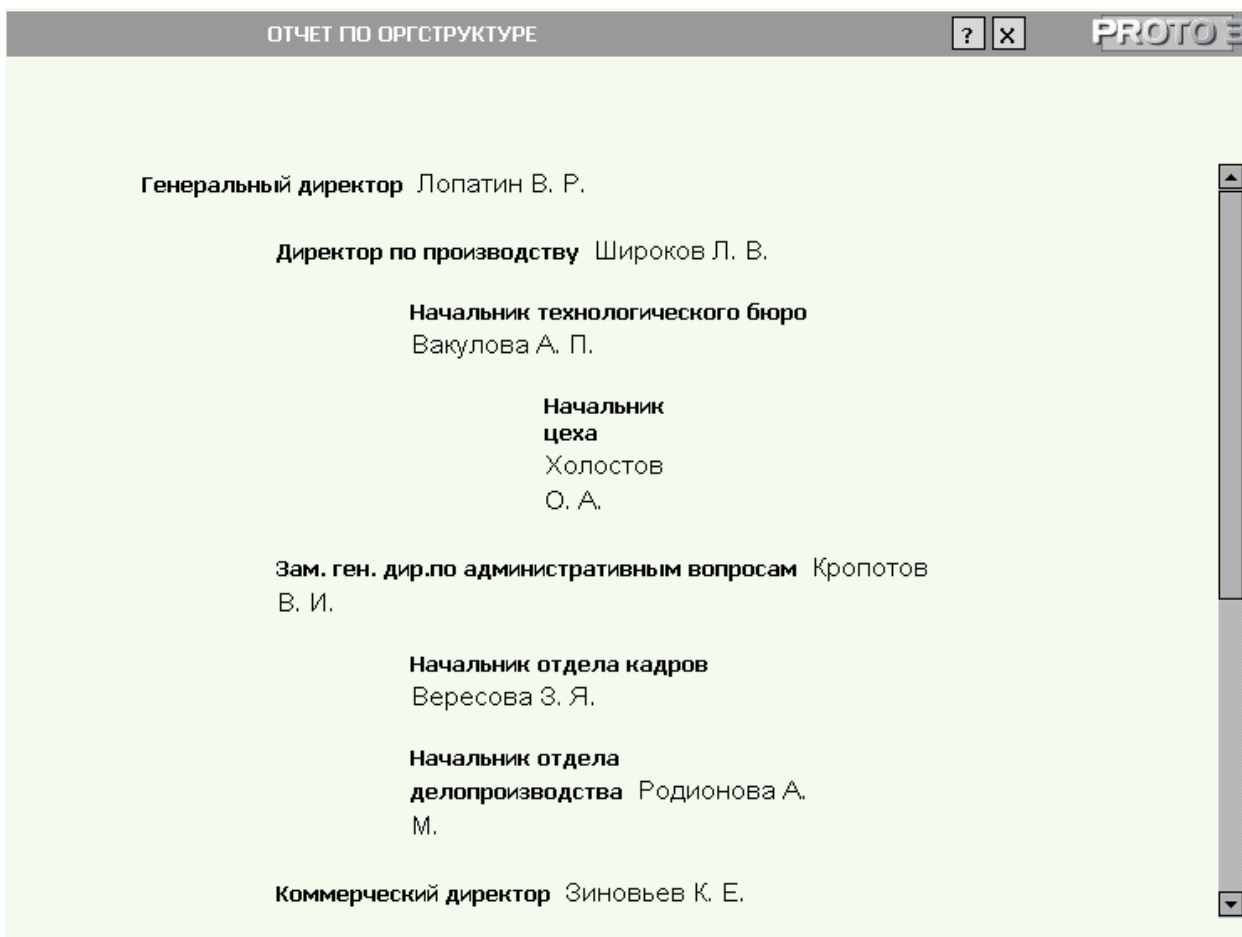 ОТЧЕТ ПО ОРГСТРУКТУРЕ ? X PROTO
Генеральный директор Лопатин В. Р.
Директор по производству Широков Л. В.
Начальник технологического бюро
Вакулова А. П.
Начальник
цеха
Холостов
О. А.
Зам. ген. дир.по административным вопросам Кропотов
В. И.
Начальник отдела кадров
Вересова З. Я.
Начальник отдела
делопроизводства Родионова А.
М.
Коммерческий директор Зиновьев К. Е.